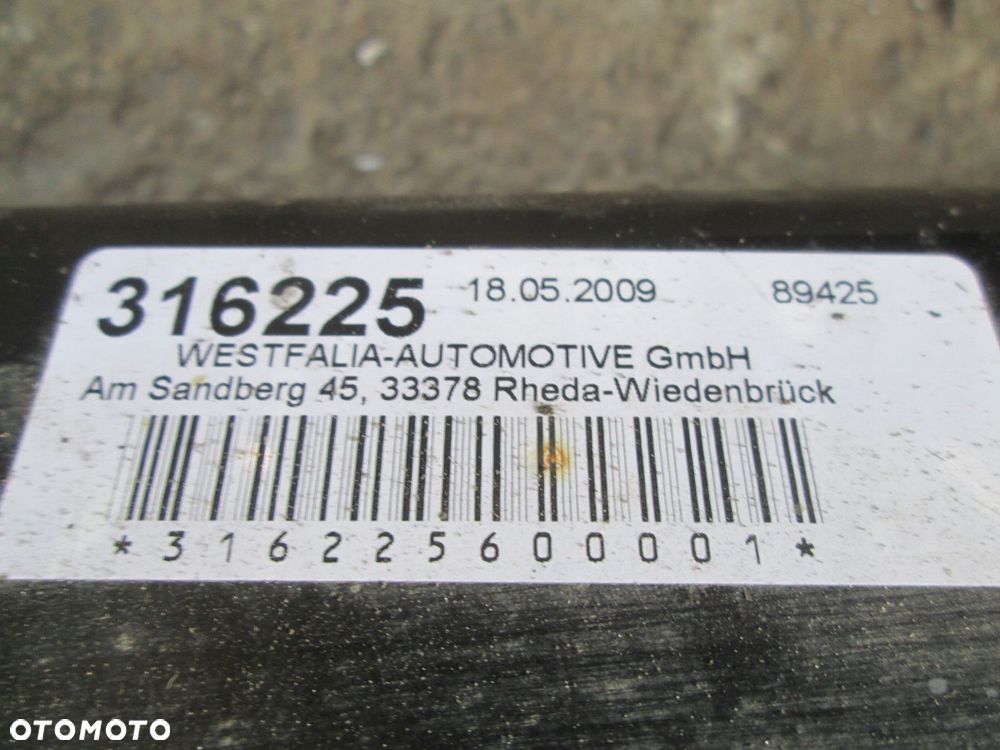 316225 18.05.2009 89425
WESTFALIA-AUTOMOTIVE GmbH
Am Sandberg 45, 33378 Rheda-Wiedenbrück
*316225600001*
OTOMOTO